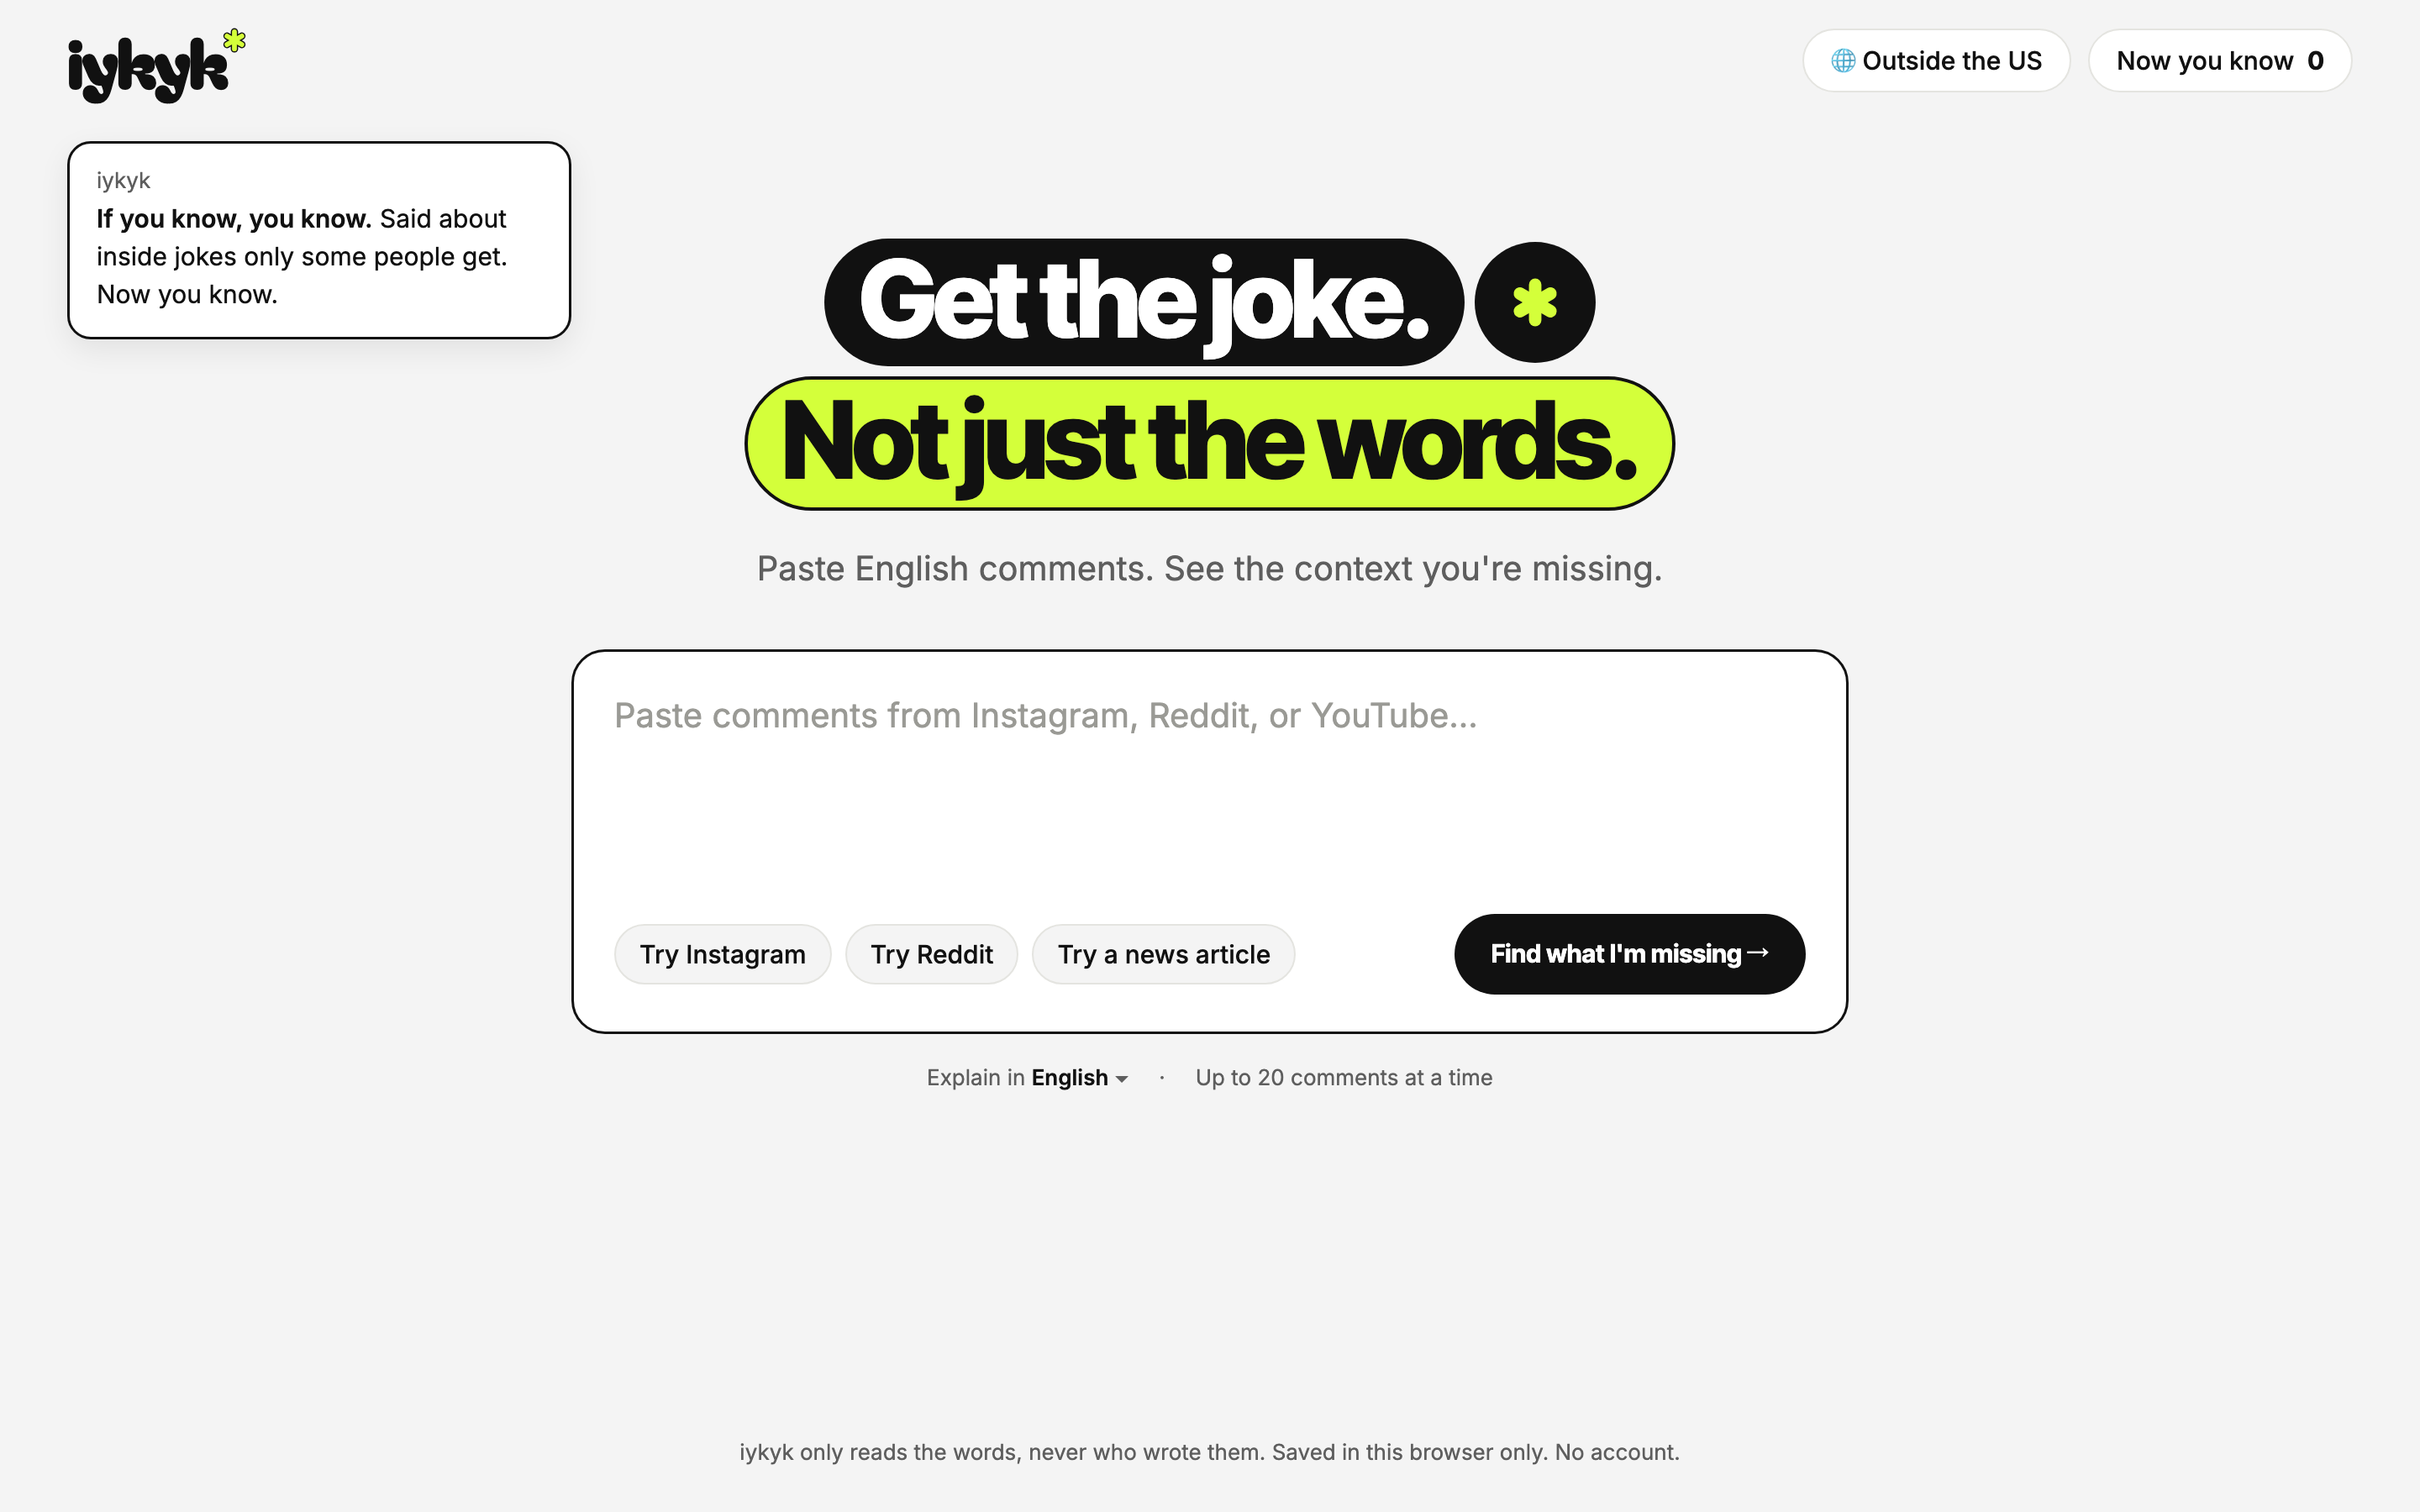 iykyk*
🌐 Outside the US
Now you know 0
iykyk
If you know, you know. Said about
inside jokes only some people get.
Now you know.
Get the joke. *
Not just the words.
Paste English comments. See the context you're missing.
Paste comments from Instagram, Reddit, or YouTube...
Try Instagram
Try Reddit
Try a news article
Find what I'm missing →
Explain in English
·
Up to 20 comments at a time
iykyk only reads the words, never who wrote them. Saved in this browser only. No account.